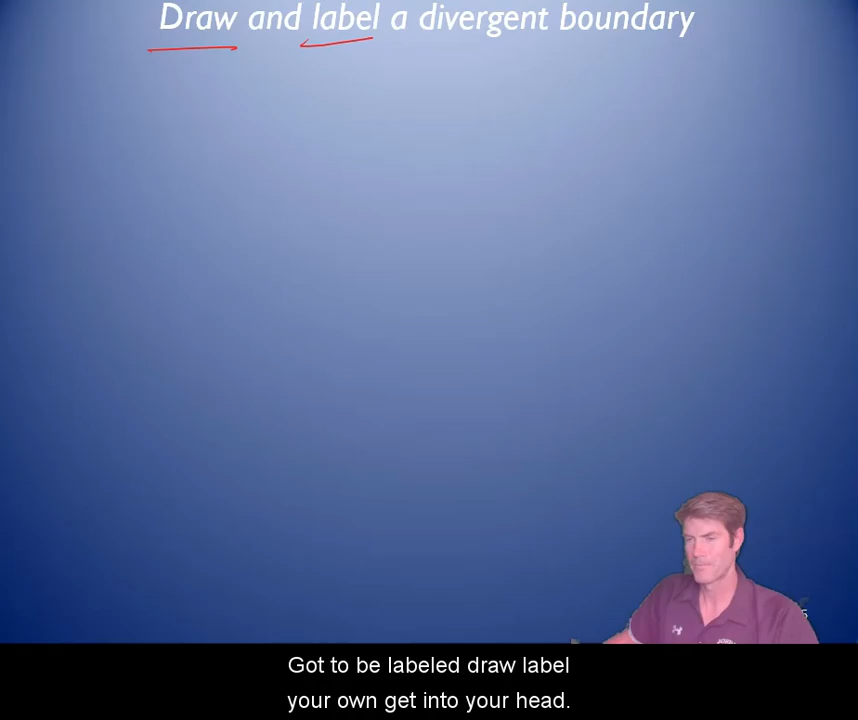 Draw and label a divergent boundary
Got to be labeled draw label
your own get into your head.